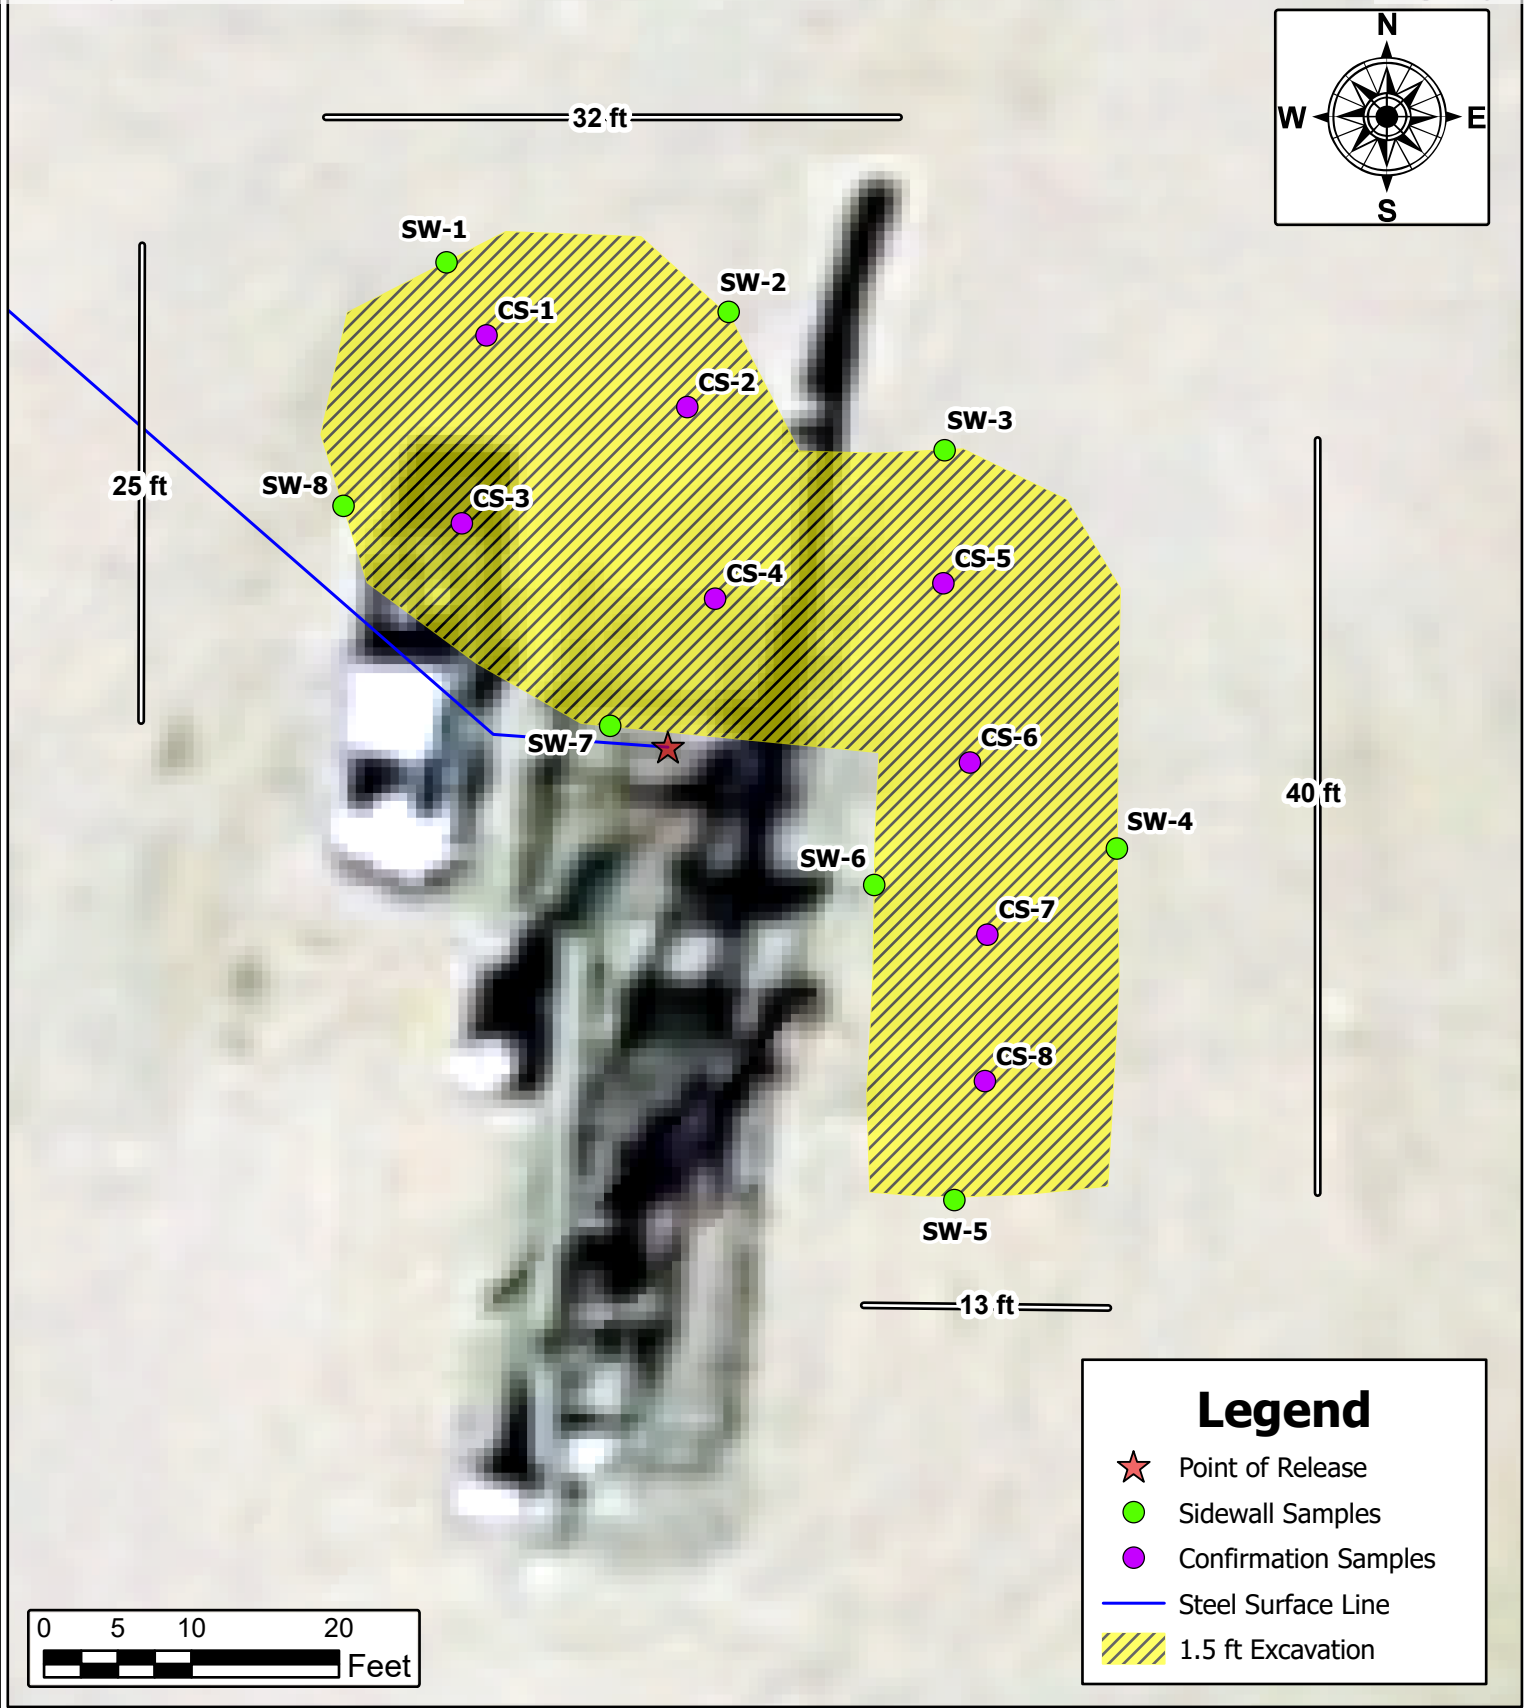 N
W
E
S
32 ft
SW-1
SW-2
CS-1
CS-2
SW-3
25 ft
SW-8
CS-3
CS-5
CS-4
CS-6
SW-7
40 ft
SW-4
SW-6
CS-7
CS-8
SW-5
13 ft
Legend
Point of Release
Sidewall Samples
Confirmation Samples
Steel Surface Line
1.5 ft Excavation
0 5 10 20
Feet